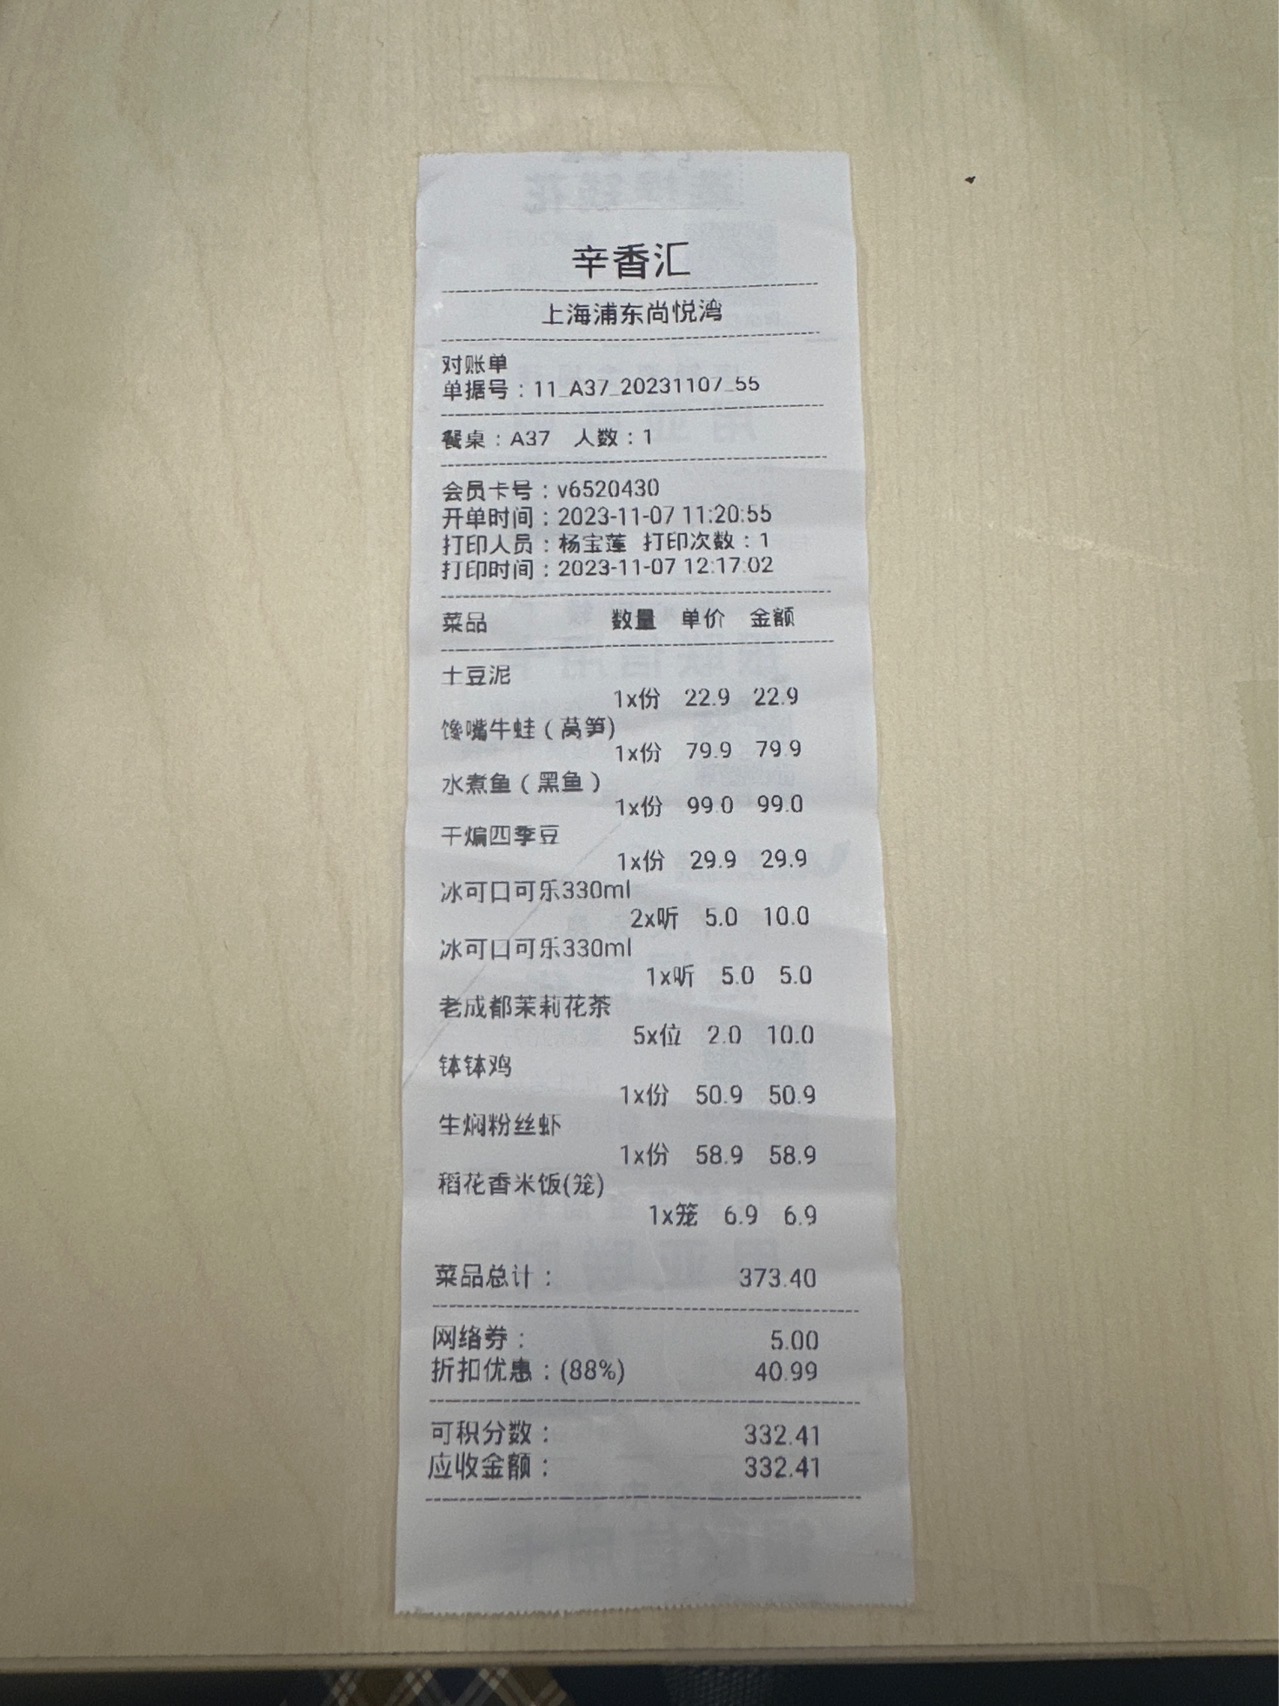 辛香汇
上海浦东尚悦湾
对账单
单据号：11_A37_20231107_55
餐桌：A37 人数：1
会员卡号：v6520430
开单时间：2023-11-07 11:20:55
打印人员：杨宝莲 打印次数：1
打印时间：2023-11-07 12:17:02
菜品 数量 单价 金额
土豆泥
1x份 22.9 22.9
馋嘴牛蛙（莴笋)
1x份 79.9 79.9
水煮鱼（黑鱼）
1x份 99.0 99.0
干煸四季豆
1x份 29.9 29.9
冰可口可乐330ml
2x听 5.0 10.0
冰可口可乐330ml
1x听 5.0 5.0
老成都茉莉花茶
5x位 2.0 10.0
钵钵鸡
1x份 50.9 50.9
生焖粉丝虾
1x份 58.9 58.9
稻花香米饭(笼)
1x笼 6.9 6.9
菜品总计： 373.40
网络券： 5.00
折扣优惠：(88%) 40.99
可积分数： 332.41
应收金额： 332.41